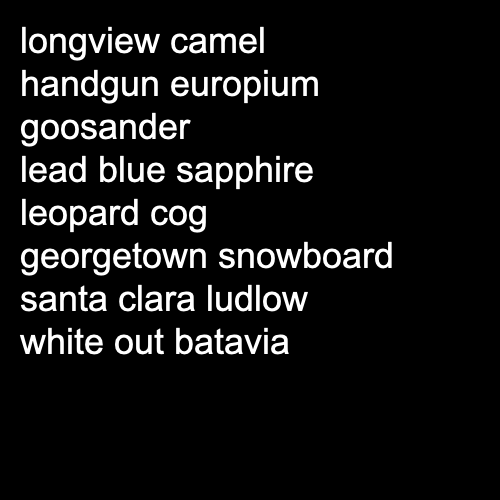 longview camel
handgun europium
goosander
lead blue sapphire
leopard cog
georgetown snowboard
santa clara ludlow
white out batavia